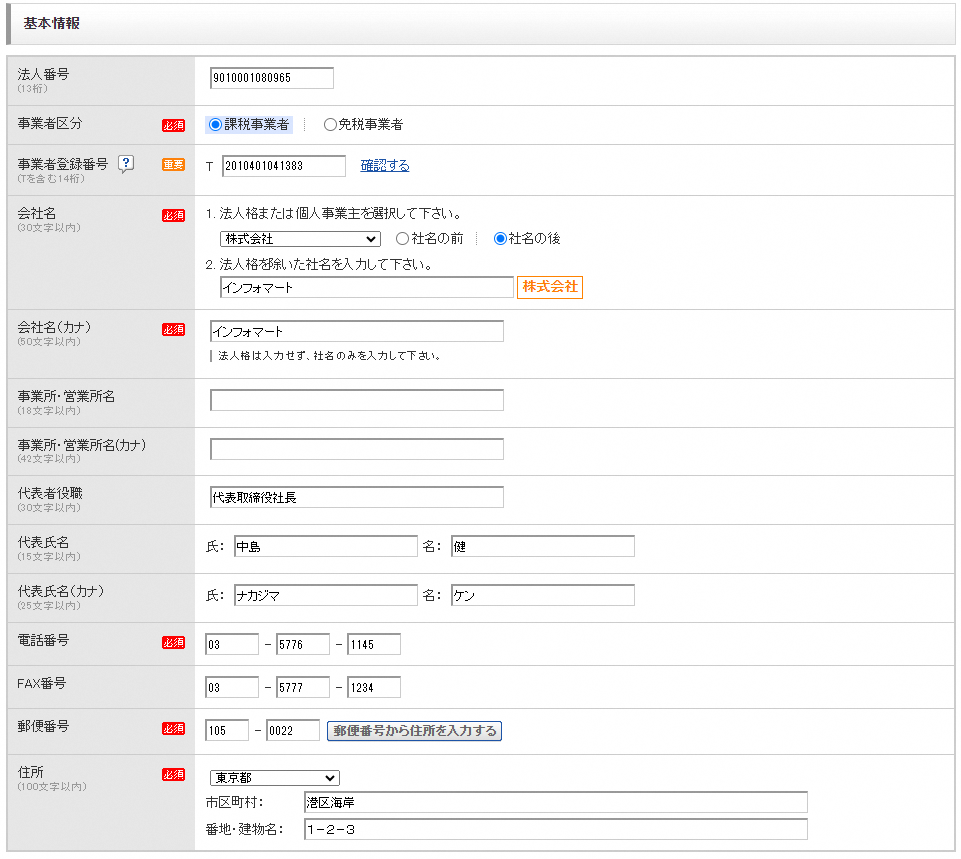 基本情報
法人番号
(13桁)
9010001080965
事業者区分 必須
課税事業者 免税事業者
事業者登録番号 ? 重要
(Tを含む14桁)
T 2010401041383 確認する
会社名 必須
(30文字以内)
1. 法人格または個人事業主を選択して下さい。
株式会社 社名の前 社名の後
2. 法人格を除いた社名を入力して下さい。
インフォマート 株式会社
会社名(カナ) 必須
(50文字以内)
インフォマート
法人格は入力せず、社名のみを入力して下さい。
事業所・営業所名
(18文字以内)
事業所・営業所名(カナ)
(42文字以内)
代表者役職
(30文字以内)
代表取締役社長
代表氏名
(15文字以内)
氏: 中島 名: 健
代表氏名(カナ)
(25文字以内)
氏: ナカジマ 名: ケン
電話番号 必須
03 - 5776 - 1145
FAX番号
03 - 5777 - 1234
郵便番号 必須
105 - 0022 郵便番号から住所を入力する
住所 必須
(100文字以内)
東京都
市区町村: 港区海岸
番地・建物名: 1-2-3